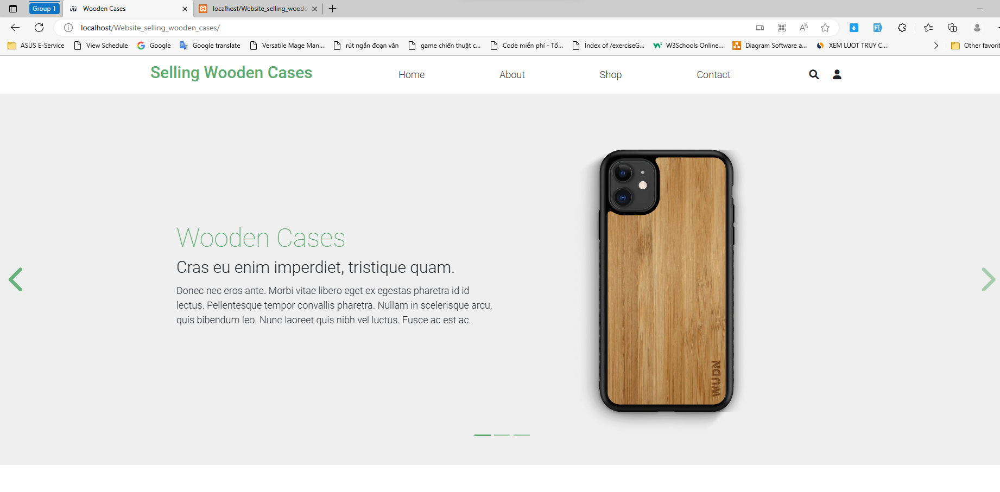 Group 1
Wooden Cases
localhost/Website_selling_woode
localhost/Website_selling_wooden_cases/
ASUS E-Service
View Schedule
Google
Google translate
Versatile Mage Man...
rút ngắn đoạn văn
game chiến thuật c...
Code miễn phí - Tổ...
Index of /exerciseG...
W3Schools Online...
Diagram Software a...
XEM LUOT TRUY C...
Other favorit
Selling Wooden Cases
Home
About
Shop
Contact
Wooden Cases
Cras eu enim imperdiet, tristique quam.
Donec nec eros ante. Morbi vitae libero eget ex egestas pharetra id id
lectus. Pellentesque tempor convallis pharetra. Nullam in scelerisque arcu,
quis bibendum leo. Nunc laoreet quis nibh vel luctus. Fusce ac est ac.
WUDN